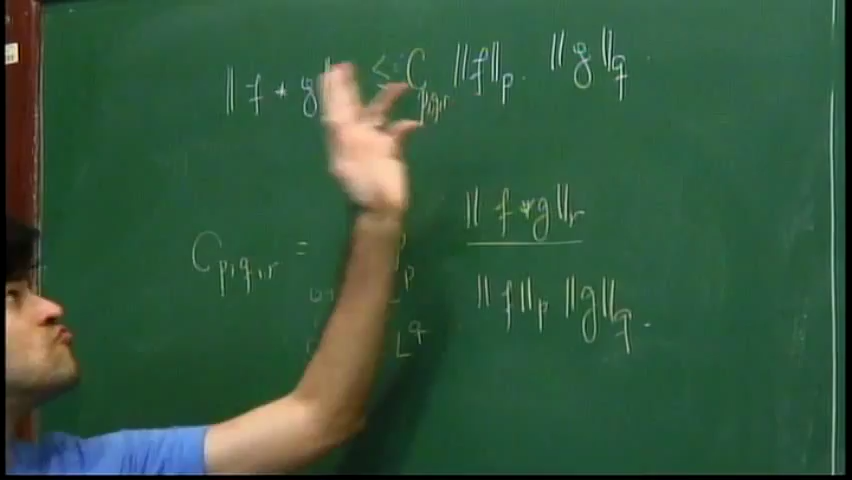 ‖ f * g‖ ≤ C_{p,q,r} ‖f‖_p . ‖g‖_q .
C_{p,q,r} = ‖ f*g‖_r / ‖f‖_p ‖g‖_q .
L^p
L^q